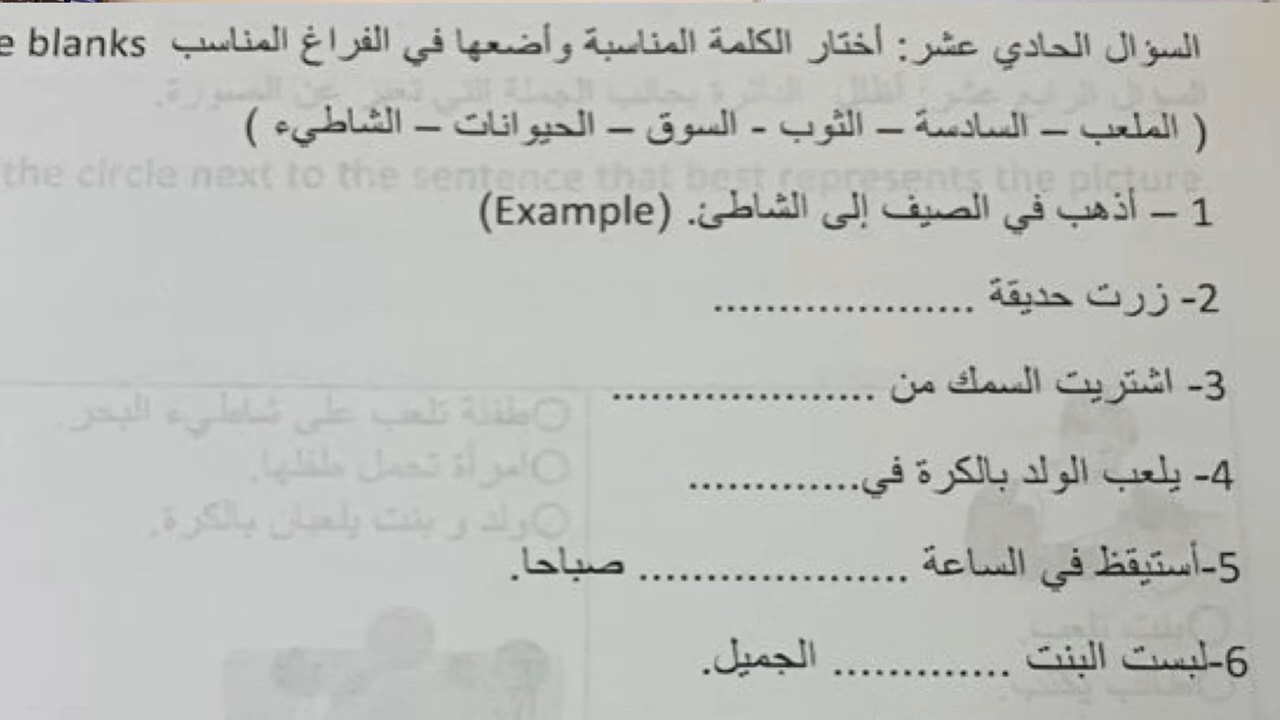 السؤال الحادي عشر: أختار الكلمة المناسبة وأضعها في الفراغ المناسب e blanks
( الملعب – السادسة – الثوب - السوق – الحيوانات – الشاطيء )
1 – أذهب في الصيف إلى الشاطئ. (Example)
2- زرت حديقة ....................
3- اشتريت السمك من ....................
4- يلعب الولد بالكرة في.............
5-أستيقظ في الساعة .................... صباحا.
6-لبست البنت ............. الجميل.